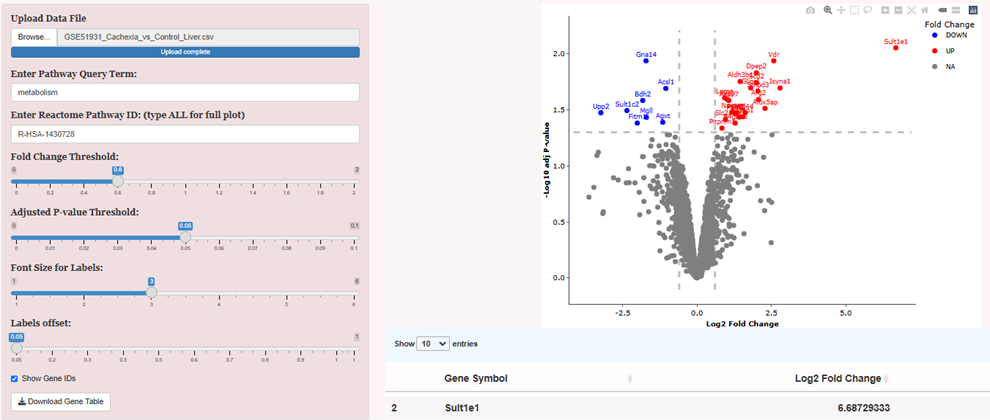 Upload Data File
Browse... GSE51931_Cachexia_vs_Control_Liver.csv
Upload complete
Enter Pathway Query Term:
metabolism
Enter Reactome Pathway ID: (type ALL for full plot)
R-HSA-1430728
Fold Change Threshold:
0 0.6 2
0 0.2 0.4 0.6 0.8 1.0 1.2 1.4 1.6 1.8 2
Adjusted P-value Threshold:
0 0.05 0.1
0 0.01 0.02 0.03 0.04 0.05 0.06 0.07 0.08 0.09 0.1
Font Size for Labels:
1 3 6
1 2 3 4 5 6
Labels offset:
0.05 1
0.05 0.2 0.3 0.4 0.5 0.6 0.7 0.8 0.9 1 1
Show Gene IDs
Download Gene Table
Fold Change
DOWN
UP
NA
Sult1e1
Gna14
Vdr
Dpep2
Aldh3b1
Acsl1
Isyna1
Bdh2
Upp2
Sult1c2
Mgll
Agxt
-Log10 adj P-value
2.0
1.5
1.0
0.5
0.0
-2.5 0.0 2.5 5.0
Log2 Fold Change
Show 10 entries
Gene Symbol Log2 Fold Change
2 Sult1e1 6.68729333